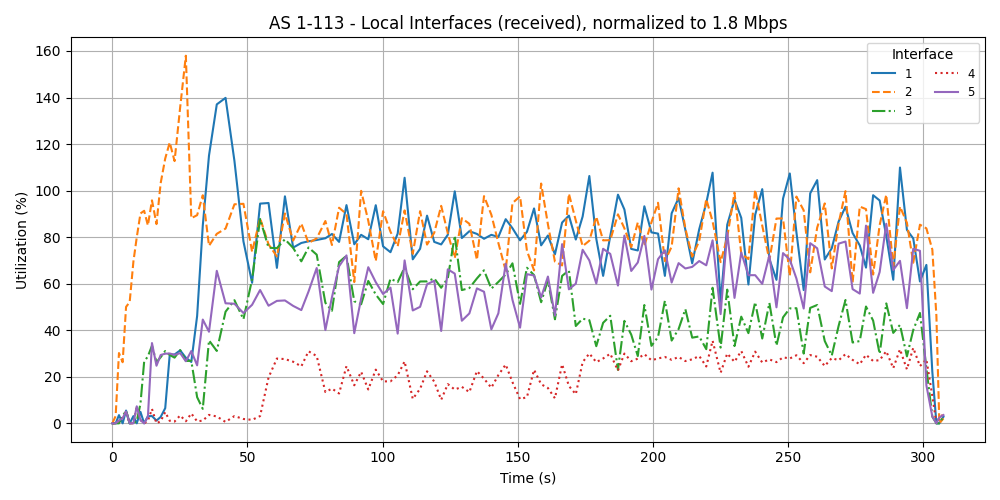 AS 1-113 - Local Interfaces (received), normalized to 1.8 Mbps
Utilization (%)
160
140
120
100
80
60
40
20
0
0 50 100 150 200 250 300
Time (s)
Interface
1 4
2 5
3